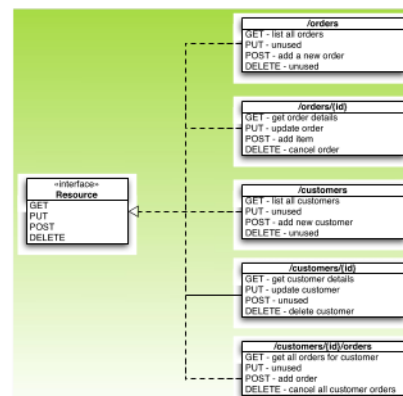 /orders
GET - list all orders
PUT - unused
POST - add a new order
DELETE - unused
/orders/{id}
GET - get order details
PUT - update order
POST - add item
DELETE - cancel order
«interface»
Resource
GET
PUT
POST
DELETE
/customers
GET - list all customers
PUT - unused
POST - add new customer
DELETE - unused
/customers/{id}
GET - get customer details
PUT - update customer
POST - unused
DELETE - delete customer
/customers/{id}/orders
GET - get all orders for customer
PUT - unused
POST - add order
DELETE - cancel all customer orders